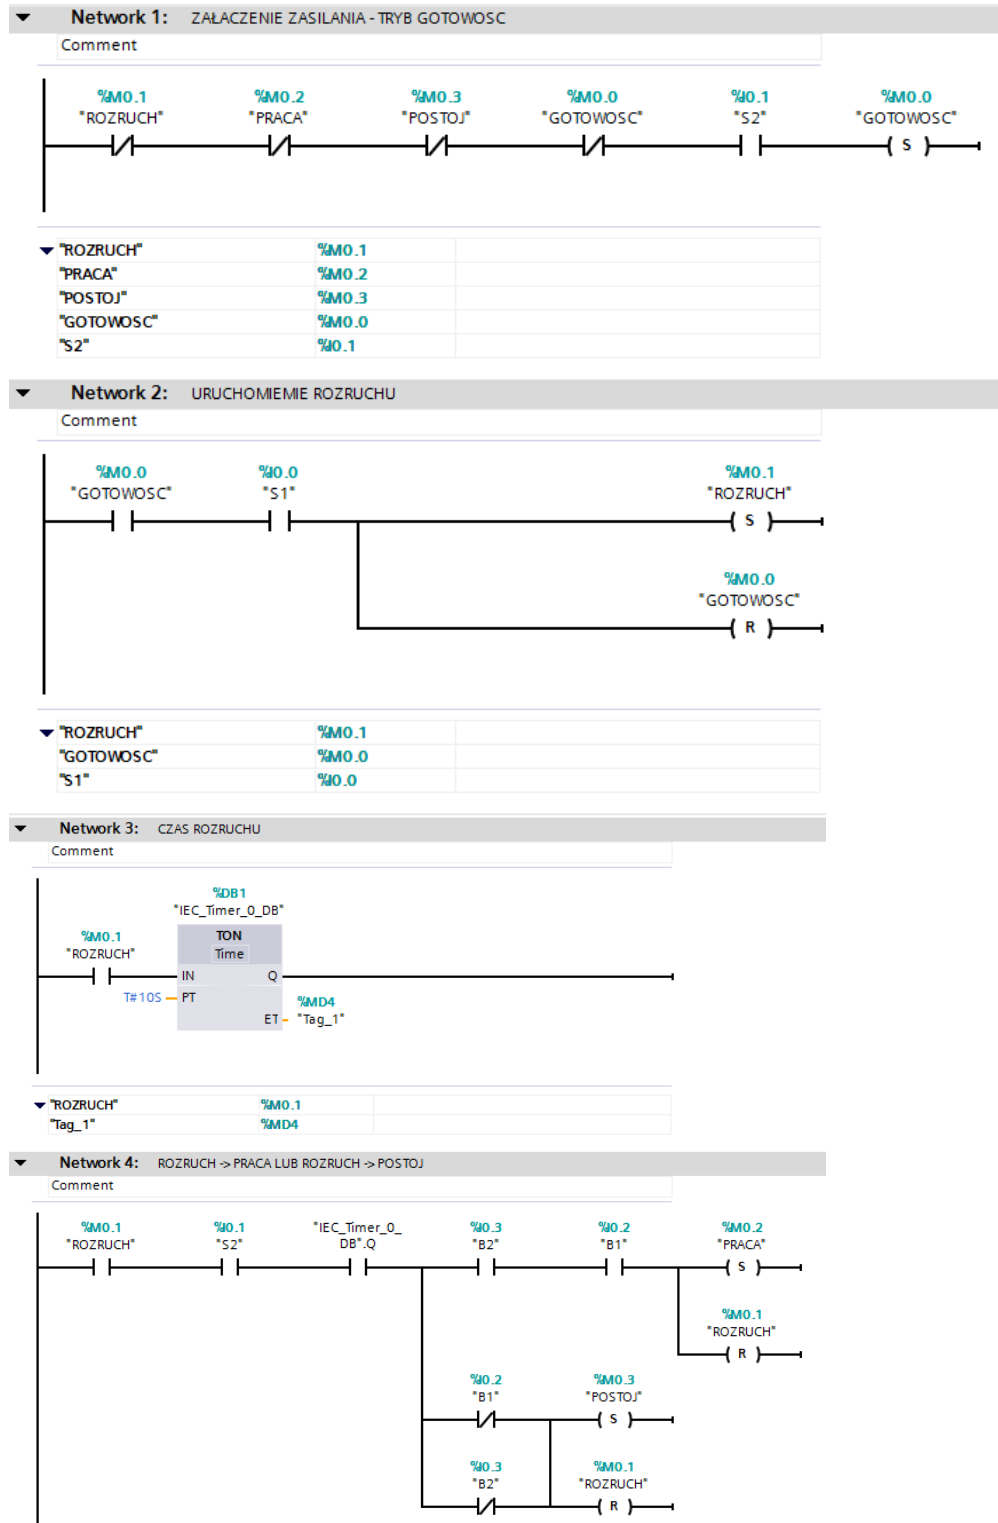 Network 1: ZAŁACZENIE ZASILANIA - TRYB GOTOWOSC
Comment
%M0.1 %M0.2 %M0.3 %M0.0 %I0.1 %M0.0
"ROZRUCH" "PRACA" "POSTOJ" "GOTOWOSC" "S2" "GOTOWOSC"
S
"ROZRUCH" %M0.1
"PRACA" %M0.2
"POSTOJ" %M0.3
"GOTOWOSC" %M0.0
"S2" %I0.1
Network 2: URUCHOMIEMIE ROZRUCHU
Comment
%M0.0 %I0.0 %M0.1
"GOTOWOSC" "S1" "ROZRUCH"
S
%M0.0
"GOTOWOSC"
R
"ROZRUCH" %M0.1
"GOTOWOSC" %M0.0
"S1" %I0.0
Network 3: CZAS ROZRUCHU
Comment
%DB1
"IEC_Timer_0_DB"
%M0.1 TON
"ROZRUCH" Time
IN Q
T#10S PT %MD4
ET "Tag_1"
"ROZRUCH" %M0.1
"Tag_1" %MD4
Network 4: ROZRUCH -> PRACA LUB ROZRUCH -> POSTOJ
Comment
%M0.1 %I0.1 "IEC_Timer_0_ %I0.3 %I0.2 %M0.2
"ROZRUCH" "S2" DB".Q "B2" "B1" "PRACA"
S
%M0.1
"ROZRUCH"
R
%I0.2 %M0.3
"B1" "POSTOJ"
S
%I0.3 %M0.1
"B2" "ROZRUCH"
R